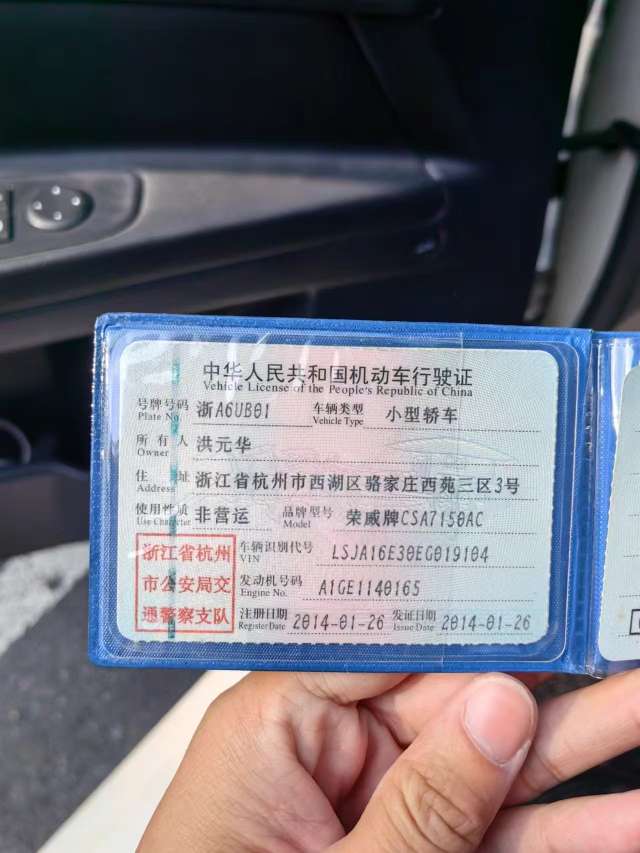 中华人民共和国机动车行驶证
Vehicle License of the People's Republic of China
号牌号码 浙A6UB01 车辆类型 小型轿车
Plate No. Vehicle Type
所有人 洪元华
Owner
住址 浙江省杭州市西湖区骆家庄西苑三区3号
Address
使用性质 非营运 品牌型号 荣威牌CSA7150AC
Use Character Model
浙江省杭州
市公安局交
通警察支队
车辆识别代号 LSJA16E30EG019104
VIN
发动机号码 A1GE1140165
Engine No.
注册日期 2014-01-26 发证日期 2014-01-26
Register Date Issue Date